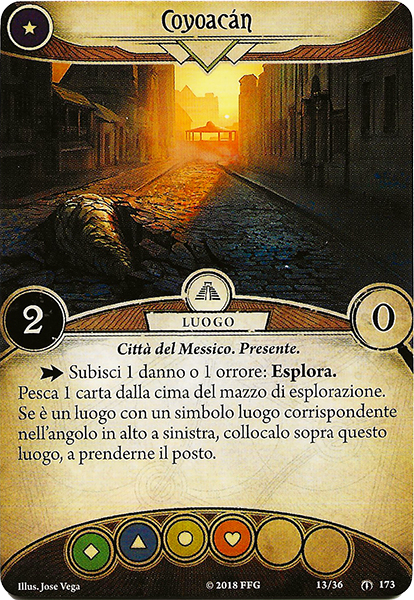 Coyoacán
2
LUOGO
0
Città del Messico. Presente.
Subisci 1 danno o 1 orrore: Esplora.
Pesca 1 carta dalla cima del mazzo di esplorazione.
Se è un luogo con un simbolo luogo corrispondente
nell'angolo in alto a sinistra, collocalo sopra questo
luogo, a prenderne il posto.
Illus. Jose Vega © 2018 FFG 13/36 173